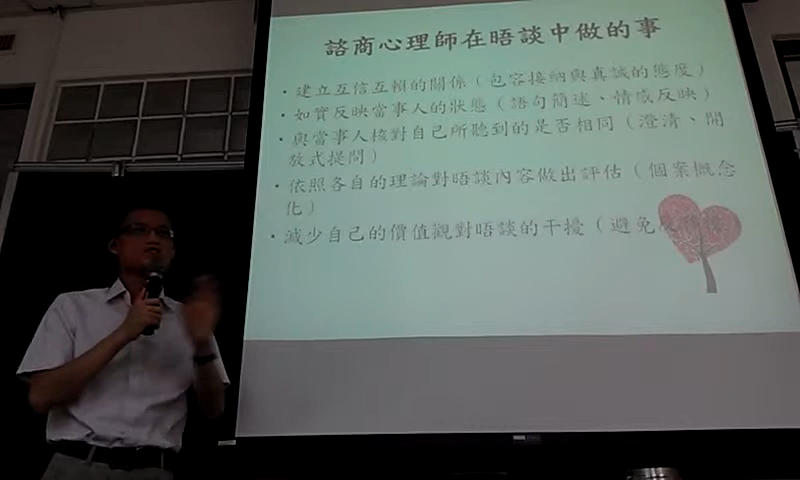 諮商心理師在晤談中做的事
• 建立互信互賴的關係（包容接納與真誠的態度）
• 如實反映當事人的狀態（語句簡述、情感反映）
• 與當事人核對自己所聽到的是否相同（澄清、開
放式提問）
• 依照各自的理論對晤談內容做出評估（個案概念
化）
• 減少自己的價值觀對晤談的干擾（避免